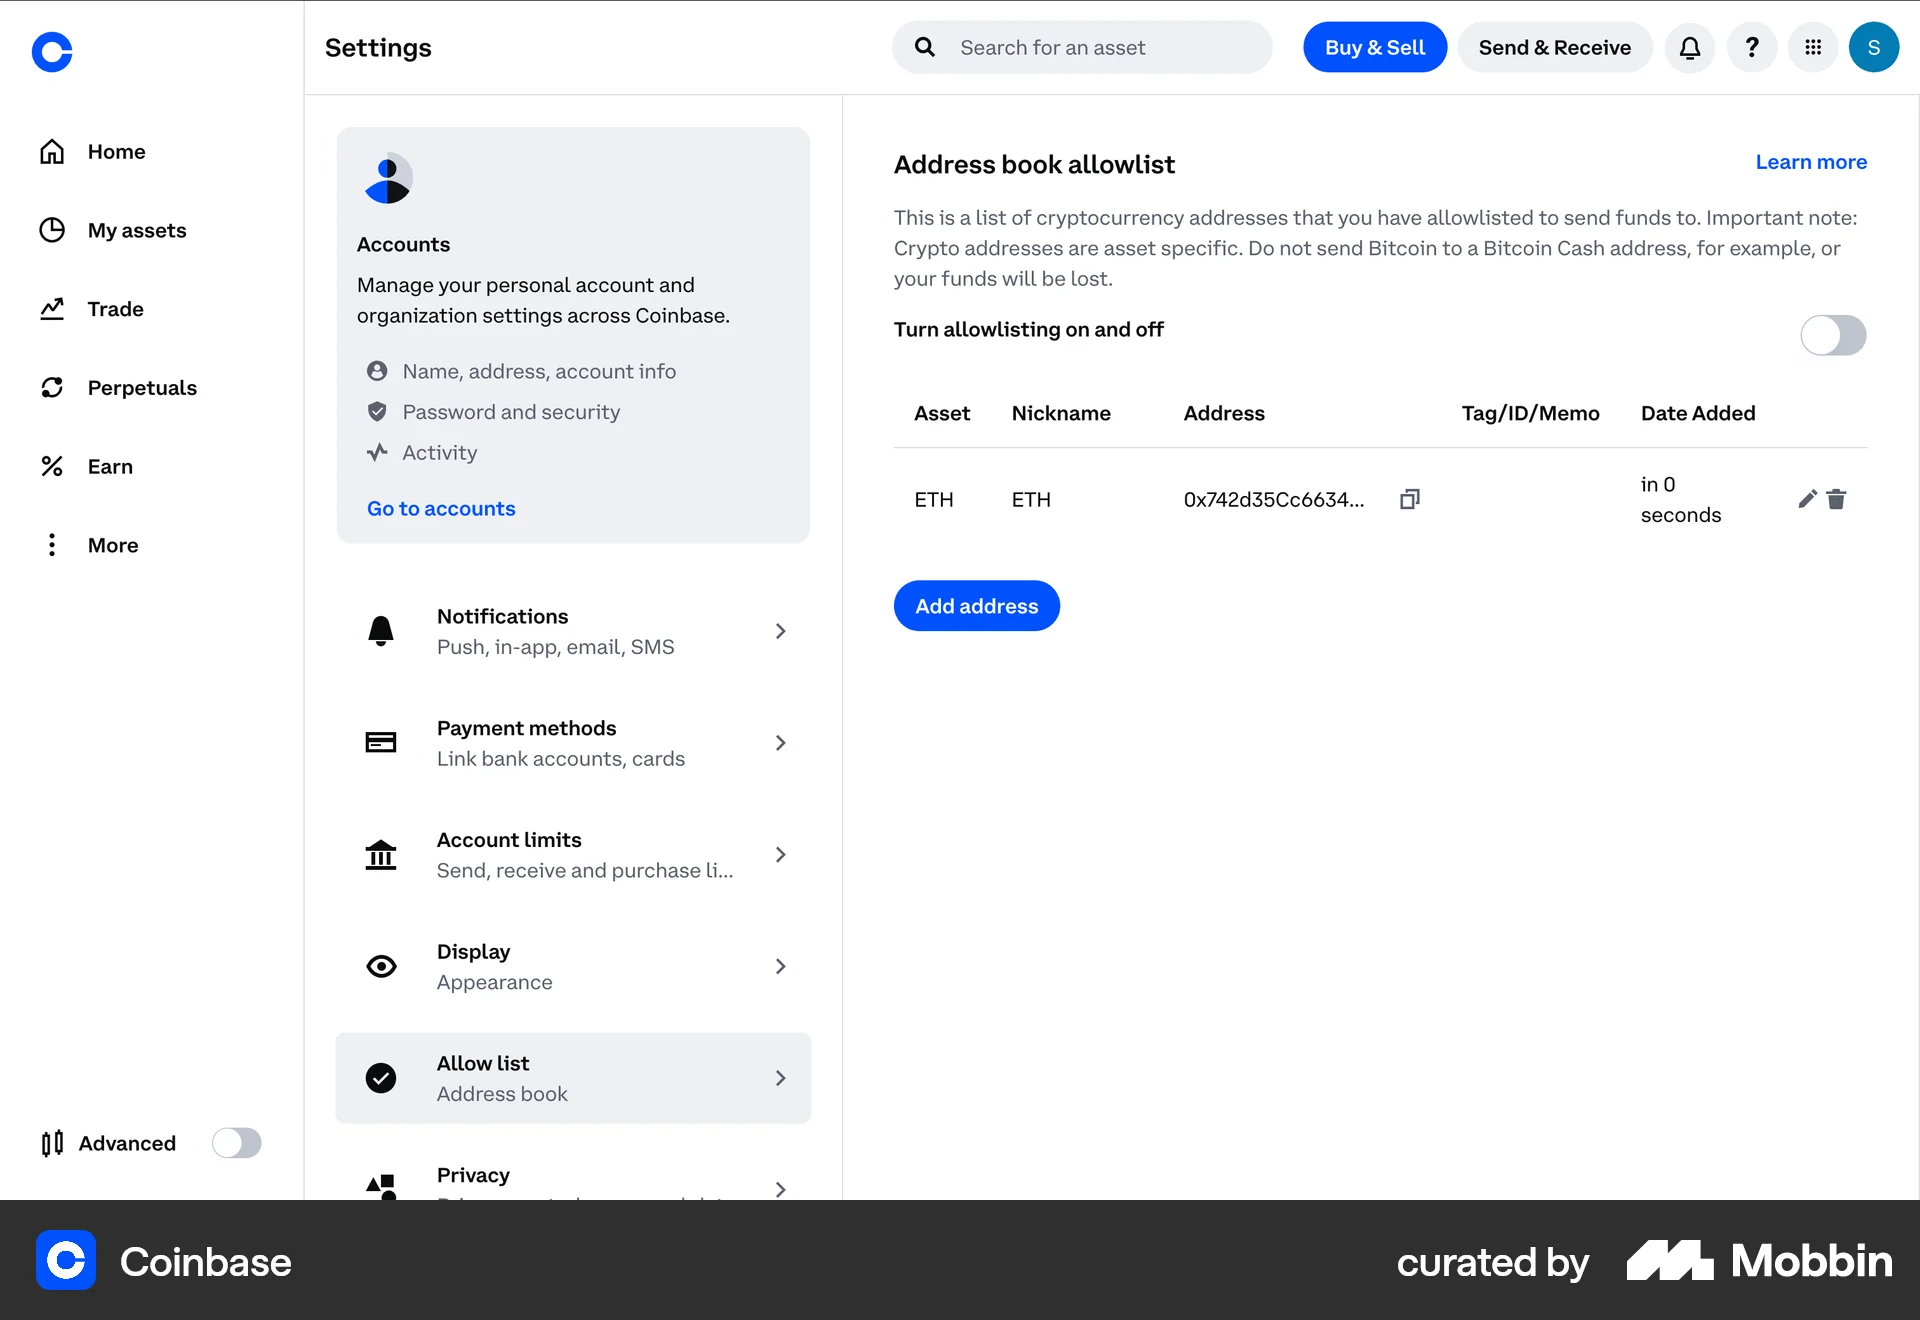 Settings
Search for an asset
Buy & Sell
Send & Receive
?
S
Home
My assets
Trade
Perpetuals
Earn
More
Advanced
Accounts
Manage your personal account and
organization settings across Coinbase.
Name, address, account info
Password and security
Activity
Go to accounts
Notifications
Push, in-app, email, SMS
Payment methods
Link bank accounts, cards
Account limits
Send, receive and purchase li...
Display
Appearance
Allow list
Address book
Privacy
Address book allowlist
Learn more
This is a list of cryptocurrency addresses that you have allowlisted to send funds to. Important note:
Crypto addresses are asset specific. Do not send Bitcoin to a Bitcoin Cash address, for example, or
your funds will be lost.
Turn allowlisting on and off
Asset Nickname Address Tag/ID/Memo Date Added
ETH ETH 0x742d35Cc6634... in 0
seconds
Add address
Coinbase
curated by Mobbin